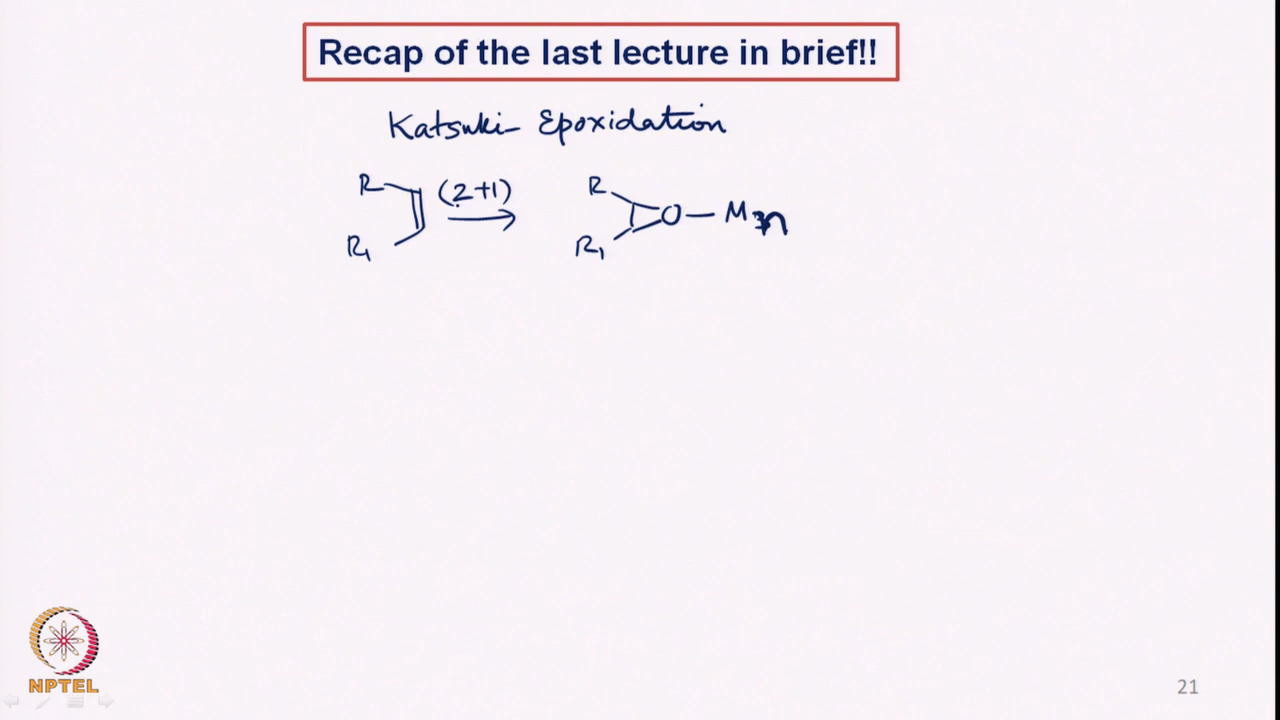 Recap of the last lecture in brief!!
Katsuki- Epoxidation
R (2+1) R
O — Mn
R1 R1
NPTEL 21